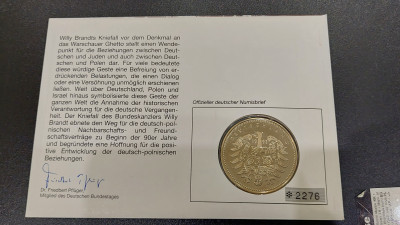 Willy Brandts Kniefall vor dem Denkmal an
das Warschauer Ghetto stellt einen Wende-
punkt für die Beziehungen zwischen Deut-
schen und Juden und auch zwischen Deut-
schen und Polen dar. Für viele bedeutete
diese würdige Geste eine Befreiung von er-
drückenden Belastungen, die einen Dialog
oder eine Versöhnung unmöglich erscheinen
ließen. Weit über Deutschland, Polen und
Israel hinaus symbolisierte diese Geste der
ganzen Welt die Annahme der historischen
Verantwortung für die deutsche Vergangen-
heit. Der Kniefall des Bundeskanzlers Willy
Brandt ebnete den Weg für die deutsch-pol-
nischen Nachbarschafts- und Freund-
schaftsverträge zu Beginn der 90er Jahre
und begründete eine Hoffnung für die posi-
tive Entwicklung der deutsch-polnischen
Beziehungen.
Dr. Friedbert Pflüger
Mitglied des Deutschen Bundestages
Offizieller deutscher Numisbrief
2276